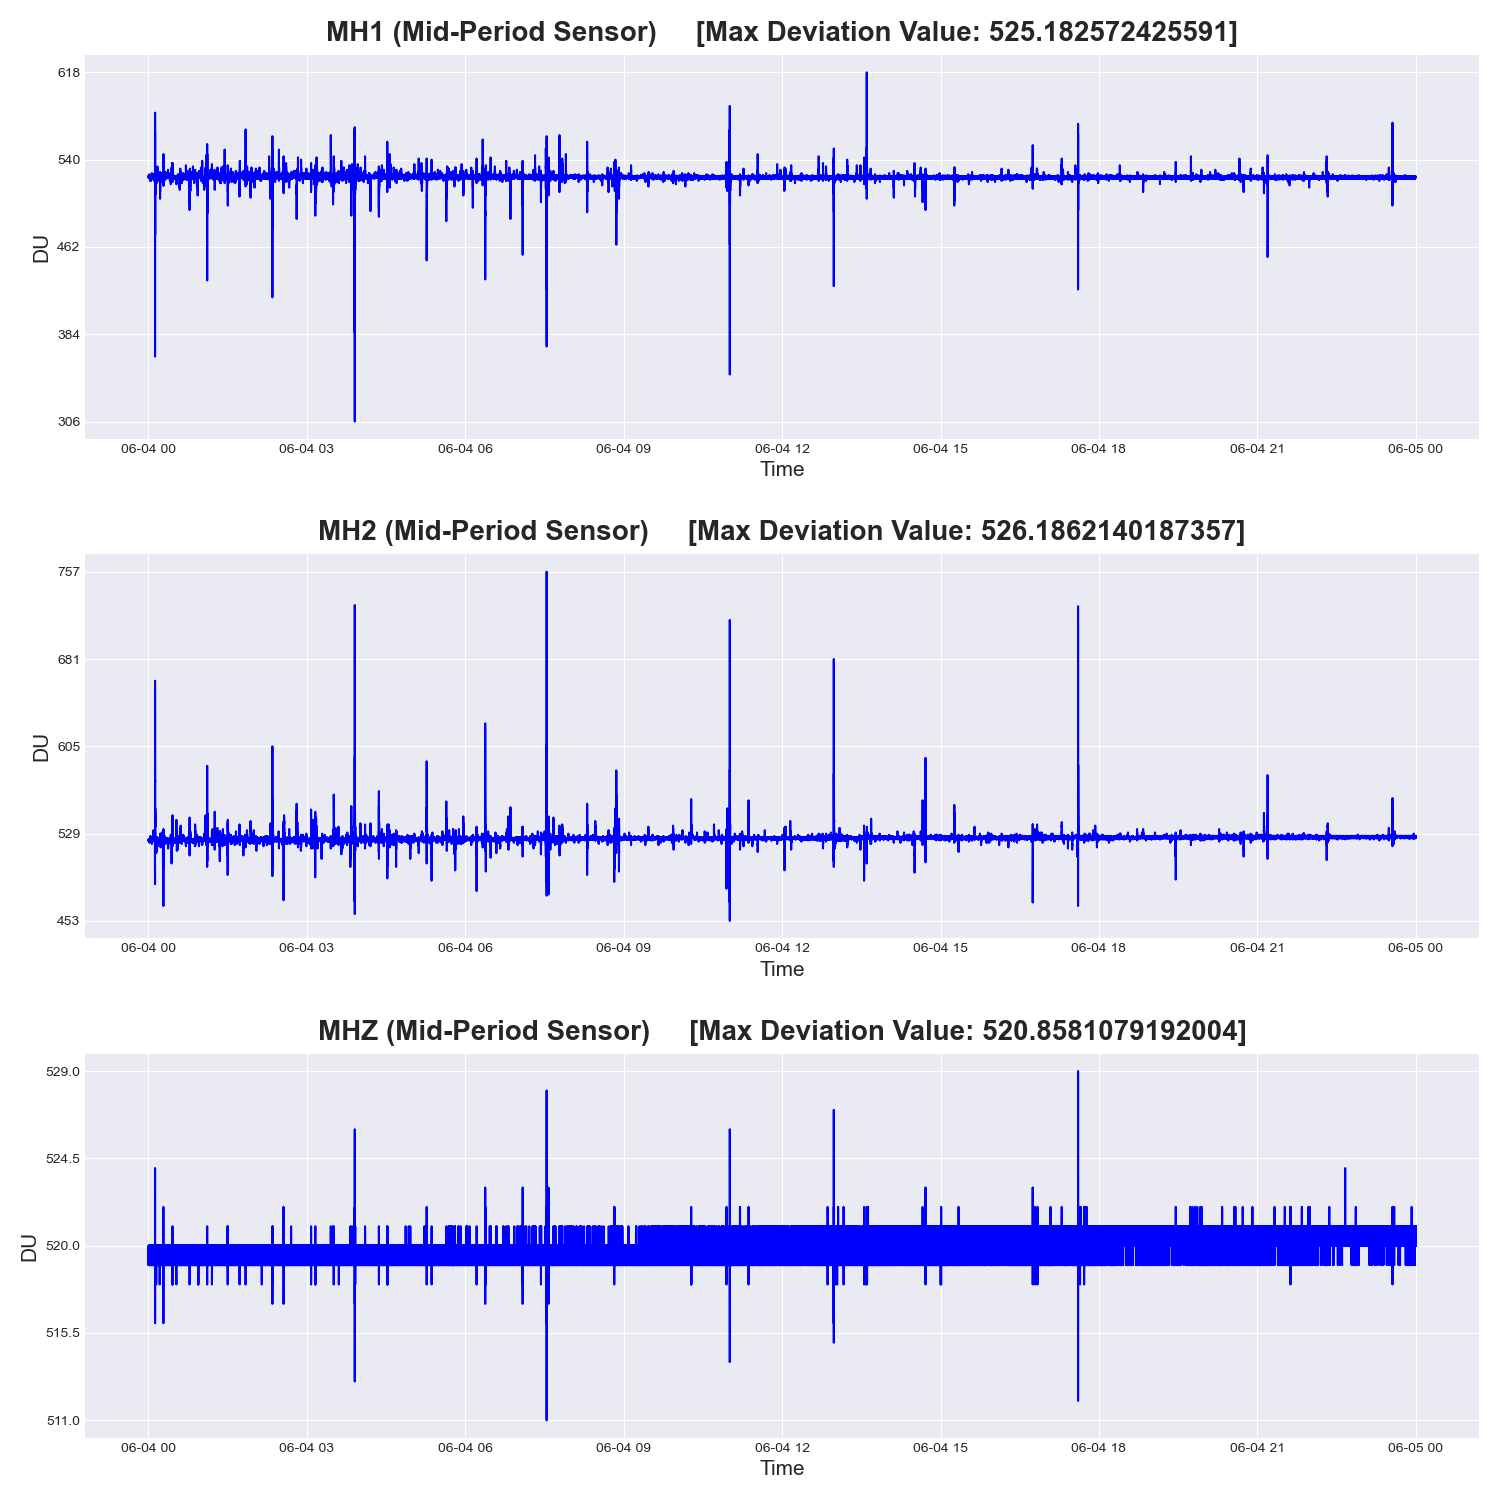 MH1 (Mid-Period Sensor) [Max Deviation Value: 525.182572425591]
618
540
462
384
306
DU
06-04 00 06-04 03 06-04 06 06-04 09 06-04 12 06-04 15 06-04 18 06-04 21 06-05 00
Time
MH2 (Mid-Period Sensor) [Max Deviation Value: 526.1862140187357]
757
681
605
529
453
DU
06-04 00 06-04 03 06-04 06 06-04 09 06-04 12 06-04 15 06-04 18 06-04 21 06-05 00
Time
MHZ (Mid-Period Sensor) [Max Deviation Value: 520.8581079192004]
529.0
524.5
520.0
515.5
511.0
DU
06-04 00 06-04 03 06-04 06 06-04 09 06-04 12 06-04 15 06-04 18 06-04 21 06-05 00
Time